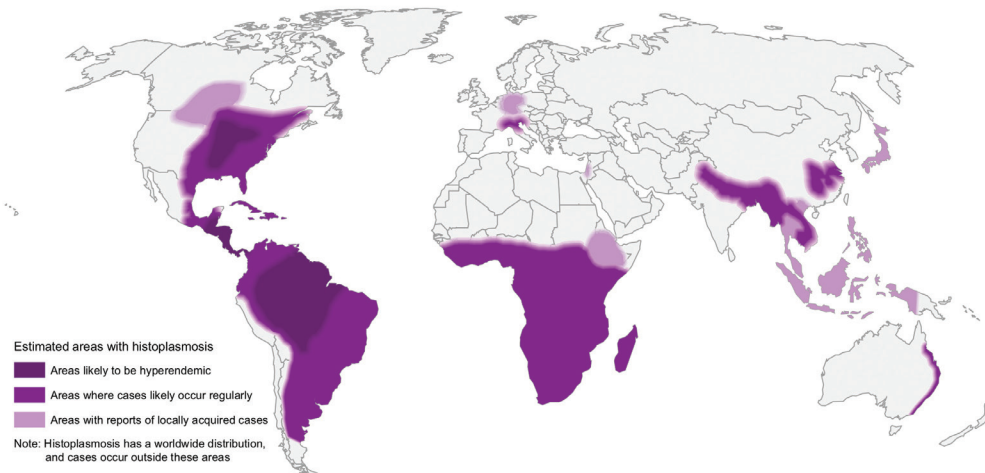 Estimated areas with histoplasmosis
Areas likely to be hyperendemic
Areas where cases likely occur regularly
Areas with reports of locally acquired cases
Note: Histoplasmosis has a worldwide distribution,
and cases occur outside these areas